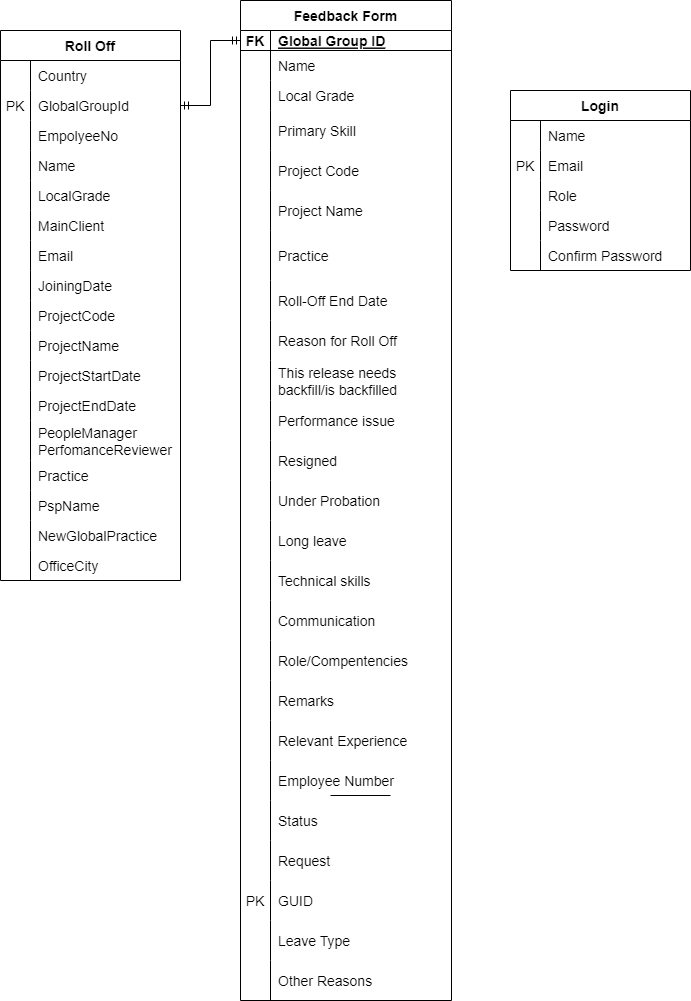 Roll Off
Country
PK GlobalGroupId
EmpolyeeNo
Name
LocalGrade
MainClient
Email
JoiningDate
ProjectCode
ProjectName
ProjectStartDate
ProjectEndDate
PeopleManager
PerfomanceReviewer
Practice
PspName
NewGlobalPractice
OfficeCity
Feedback Form
FK Global Group ID
Name
Local Grade
Primary Skill
Project Code
Project Name
Practice
Roll-Off End Date
Reason for Roll Off
This release needs
backfill/is backfilled
Performance issue
Resigned
Under Probation
Long leave
Technical skills
Communication
Role/Compentencies
Remarks
Relevant Experience
Employee Number
Status
Request
PK GUID
Leave Type
Other Reasons
Login
Name
PK Email
Role
Password
Confirm Password